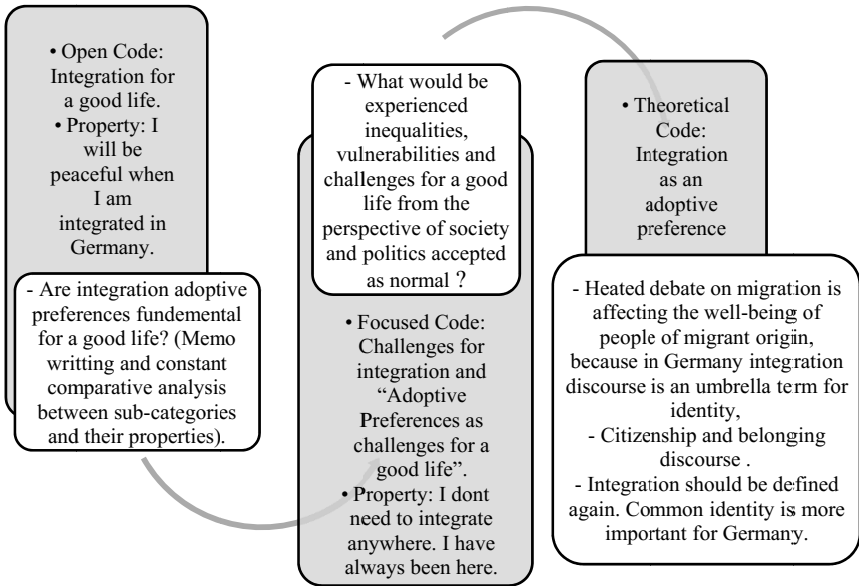 • Open Code:
Integration for
a good life.
• Property: I
will be
peaceful when
I am
integrated in
Germany.
- Are integration adoptive
preferences fundemental
for a good life? (Memo
writting and constant
comparative analysis
between sub-categories
and their properties).
- What would be
experienced
inequalities,
vulnerabilities and
challenges for a good
life from the
perspective of society
and politics accepted
as normal ?
• Focused Code:
Challenges for
integration and
“Adoptive
Preferences as
challenges for a
good life”.
• Property: I dont
need to integrate
anywhere. I have
always been here.
• Theoretical
Code:
Integration
as an
adoptive
preference
- Heated debate on migration is
affecting the well-being of
people of migrant origin,
because in Germany integration
discourse is an umbrella term for
identity,
- Citizenship and belonging
discourse .
- Integration should be defined
again. Common identity is more
important for Germany.